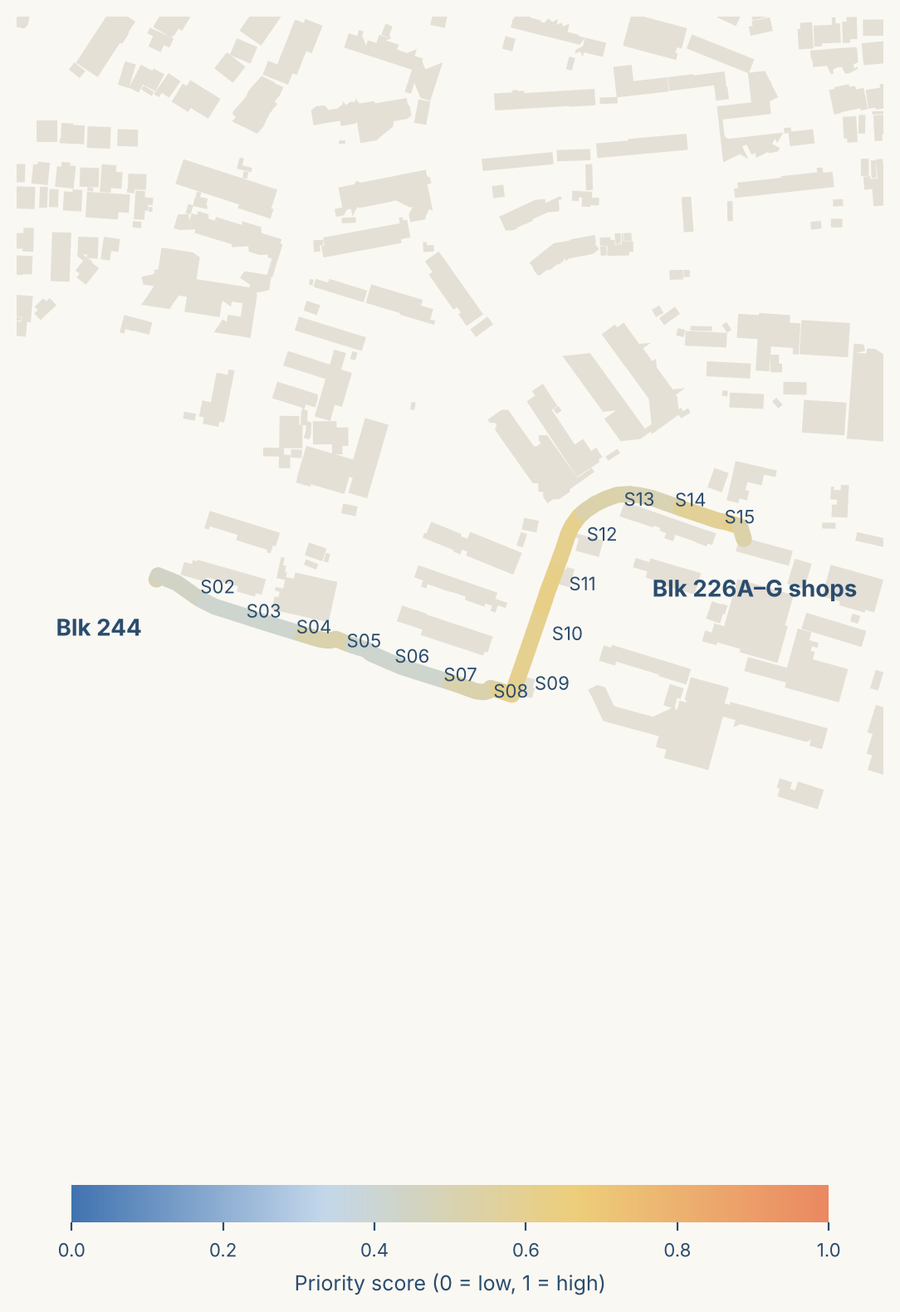 S13
S14
S15
S12
S11
Blk 226A–G shops
S02
S03
Blk 244
S04
S05
S10
S06
S07
S08
S09
0.0
0.2
0.4
0.6
0.8
1.0
Priority score (0 = low, 1 = high)